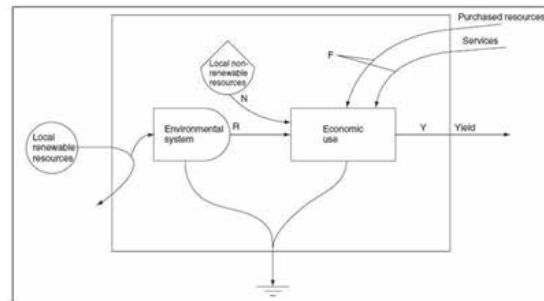 Purchased resources
Services
F
Local non-
renewable
resources
N
Local
renewable
resources
Environmental
system
R
Economic
use
Y
Yield